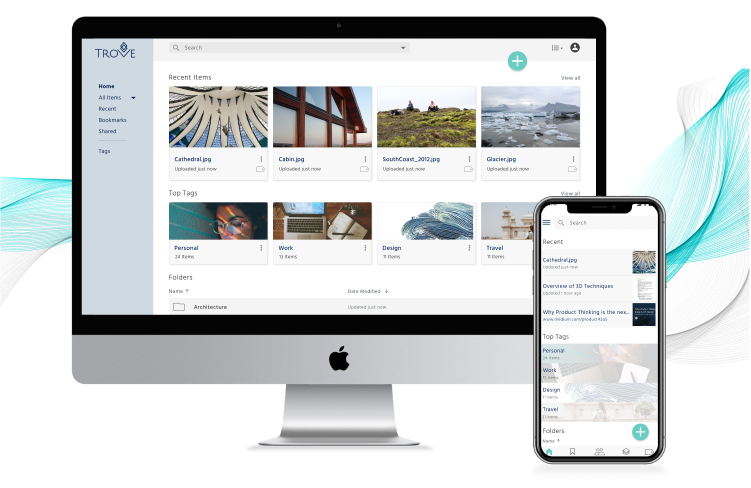 TROVE
Search
Home
All Items
Recent
Bookmarks
Shared
Tags
Recent Items
View all
Cathedral.jpg
Uploaded just now
Cabin.jpg
Uploaded just now
SouthCoast_2012.jpg
Uploaded just now
Glacier.jpg
Uploaded just now
Top Tags
View all
Personal
24 Items
Work
13 Items
Design
11 Items
Travel
11 Items
Folders
Name ↑
Date Modified ↓
Architecture
Updated just now
Search
Recent
Cathedral.jpg
Updated just now
Overview of 3D Techniques
Updated 1 hour ago
Why Product Thinking is the nex...
Top Tags
Personal
24 Items
Work
13 Items
Design
11 Items
Travel
11 Items
Folders
Name ↑